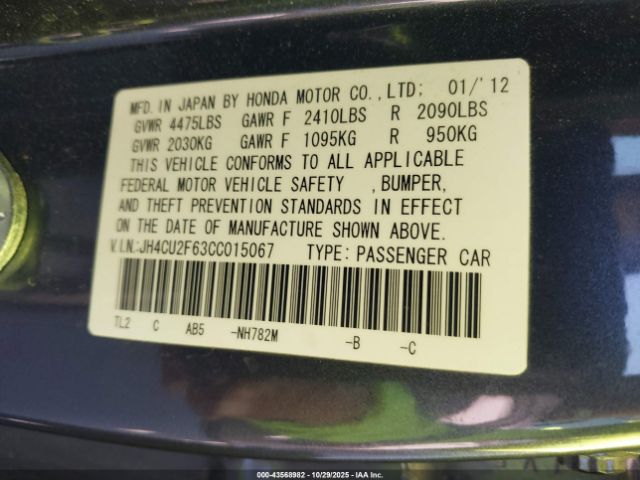 MFD. IN JAPAN BY HONDA MOTOR CO.,LTD; 01/'12
GVWR 4475LBS GAWR F 2410LBS R 2090LBS
GVWR 2030KG GAWR F 1095KG R 950KG
THIS VEHICLE CONFORMS TO ALL APPLICABLE
FEDERAL MOTOR VEHICLE SAFETY ,BUMPER,
AND THEFT PREVENTION STANDARDS IN EFFECT
ON THE DATE OF MANUFACTURE SHOWN ABOVE.
V.I.N.:JH4CU2F63CC015067 TYPE: PASSENGER CAR
TL2 C AB5 -NH782M -B -C
000-43568982 | 10/29/2025 | IAA Inc.